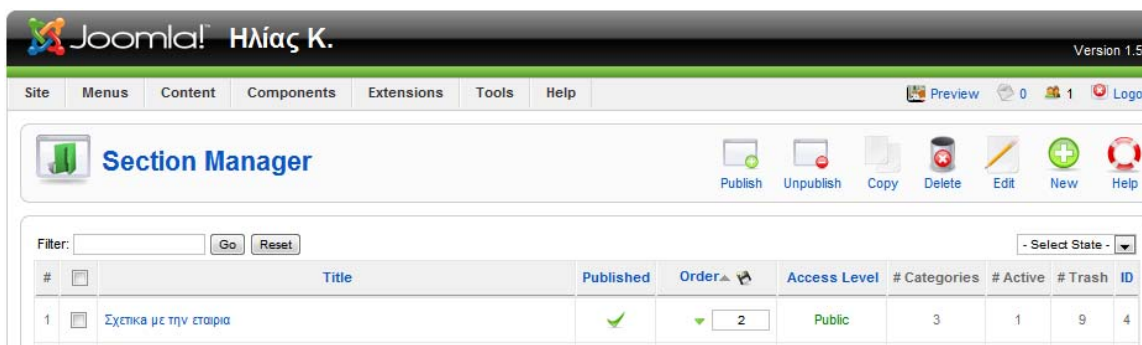 Joomla! Ηλίας Κ.
Version 1.5
Site Menus Content Components Extensions Tools Help Preview 0 1 Logo
Section Manager
Publish Unpublish Copy Delete Edit New Help
Filter: Go Reset - Select State -
# Title Published Order Access Level # Categories # Active # Trash ID
1 Σχετικα με την εταιρια 2 Public 3 1 9 4